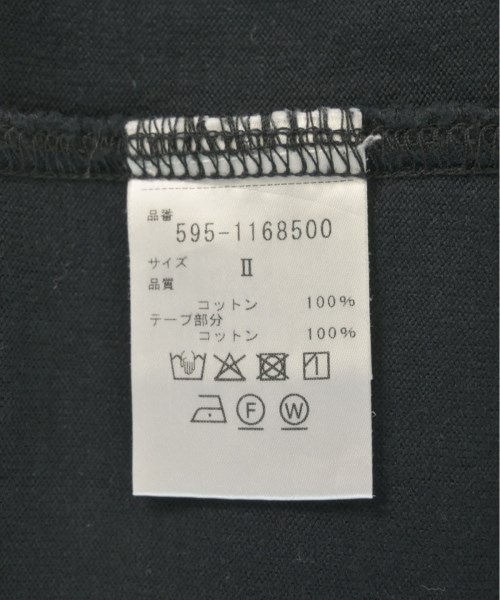 品番
595-1168500
サイズ Ⅱ
品質
コットン 100%
テープ部分
コットン 100%
F W